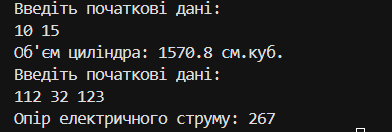 Введіть початкові дані:
10 15
Об'єм циліндра: 1570.8 см.куб.
Введіть початкові дані:
112 32 123
Опір електричного струму: 267